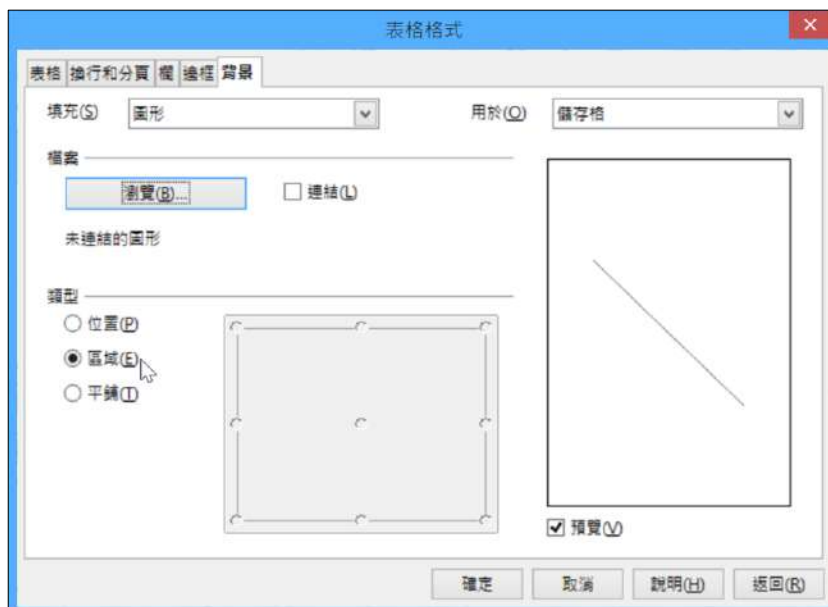 表格格式
表格 換行和分頁 欄 邊框 背景
填充(S) 圖形 用於(O) 儲存格
檔案
瀏覽(B)... 連結(L)
未連結的圖形
類型
位置(P)
區域(E)
平鋪(T)
預覽(V)
確定 取消 說明(H) 返回(R)